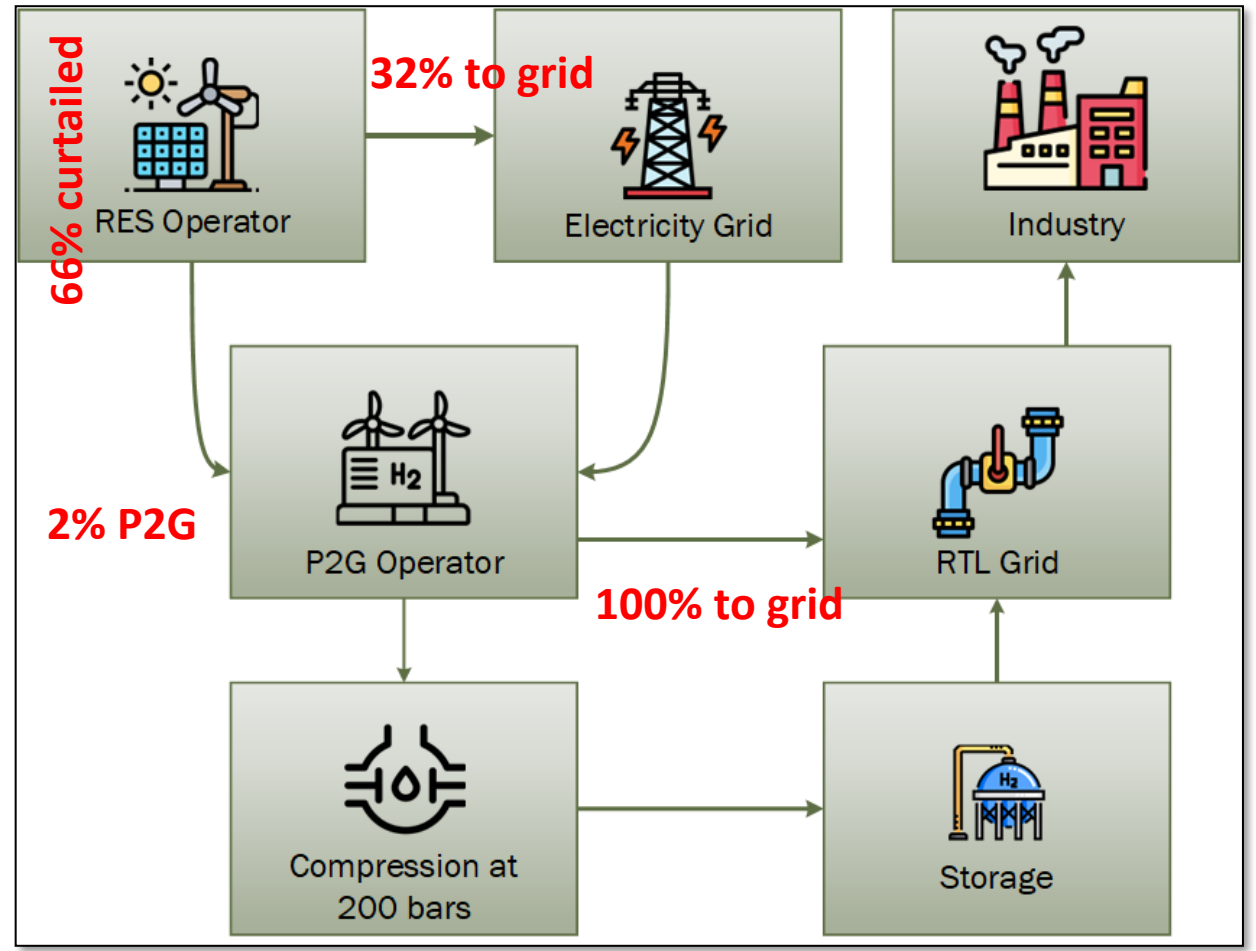 66% curtailed
RES Operator
32% to grid
Electricity Grid
Industry
2% P2G
H2
P2G Operator
100% to grid
RTL Grid
Compression at
200 bars
H2
Storage